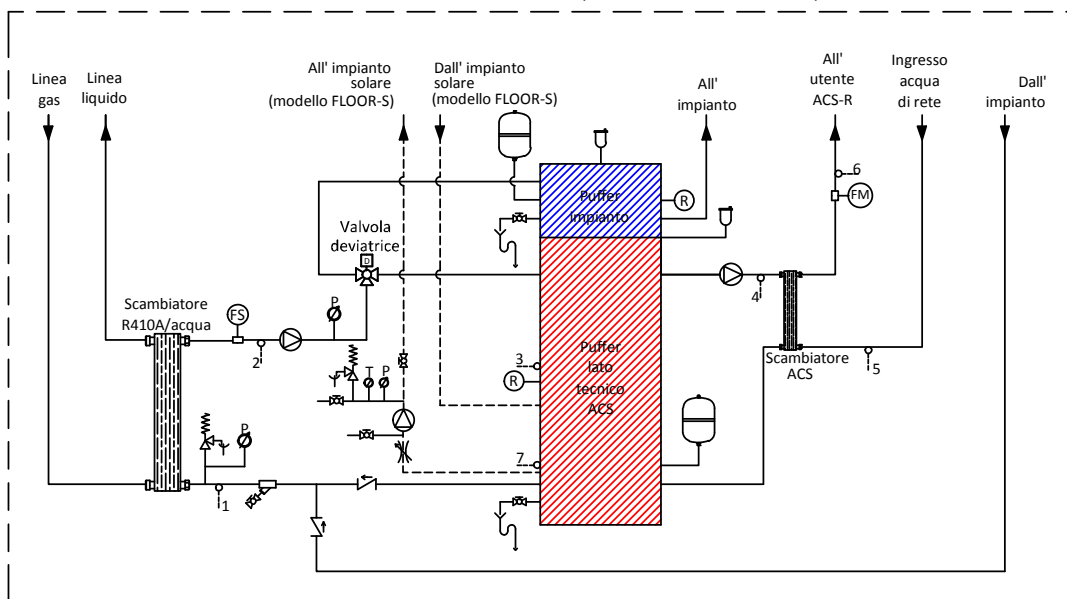 Linea
gas
Linea
liquido
All' impianto
solare
(modello FLOOR-S)
Dall' impianto
solare
(modello FLOOR-S)
All'
impianto
All'
utente
ACS-R
Ingresso
acqua
di rete
Dall'
impianto
6
FM
Puffer
impianto
R
Valvola
deviatrice
D
Scambiatore
R410A/acqua
FS
P
2
4
Scambiatore
ACS
5
3
R
T
P
Puffer
lato
tecnico
ACS
P
7
1